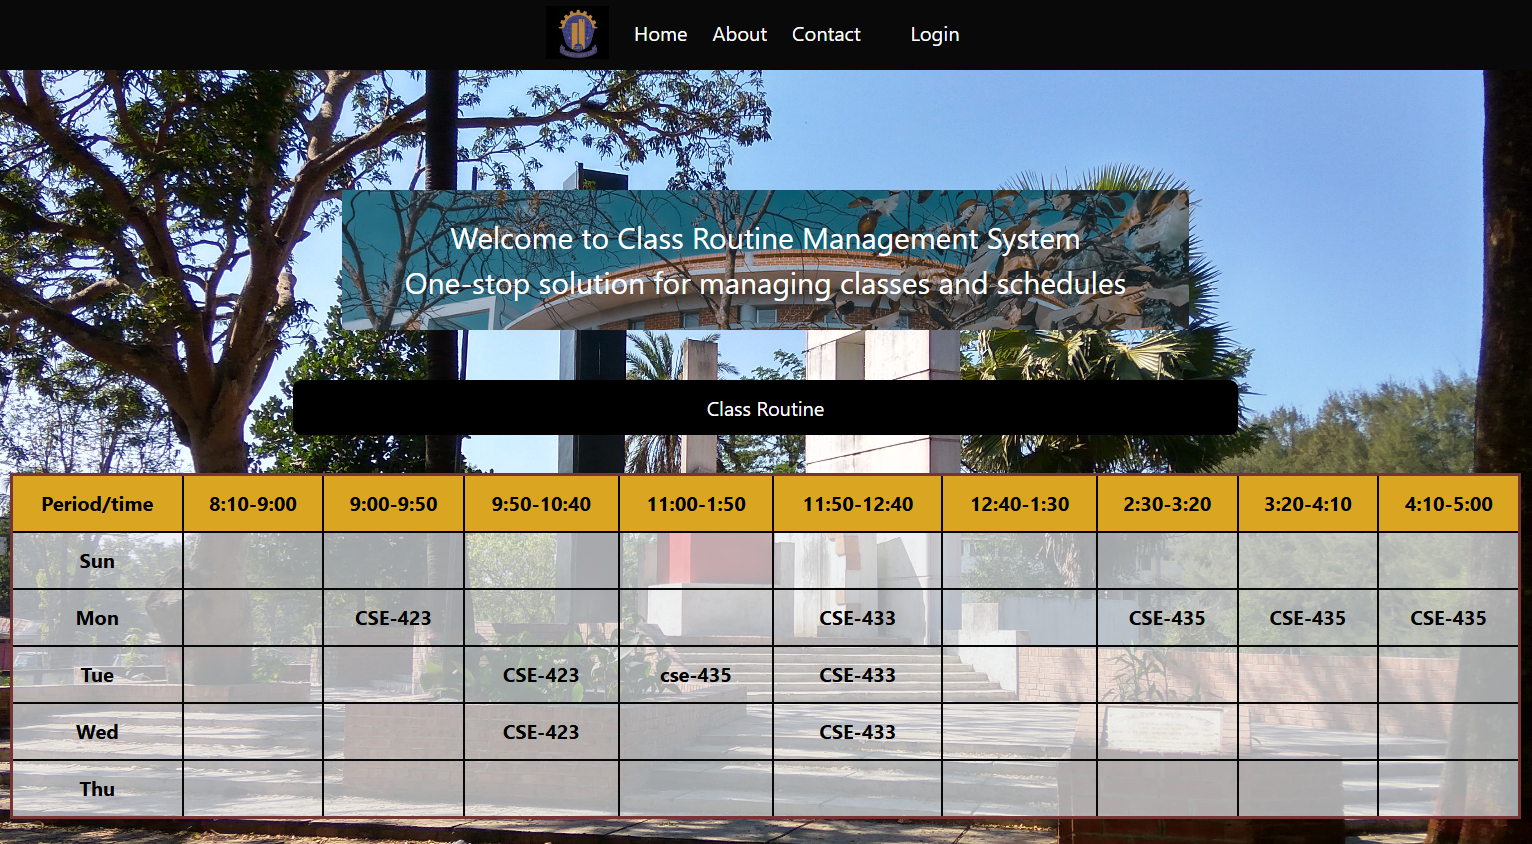 Home About Contact Login
Welcome to Class Routine Management System
One-stop solution for managing classes and schedules
Class Routine
Period/time 8:10-9:00 9:00-9:50 9:50-10:40 11:00-1:50 11:50-12:40 12:40-1:30 2:30-3:20 3:20-4:10 4:10-5:00
Sun
Mon CSE-423 CSE-433 CSE-435 CSE-435 CSE-435
Tue CSE-423 cse-435 CSE-433
Wed CSE-423 CSE-433
Thu